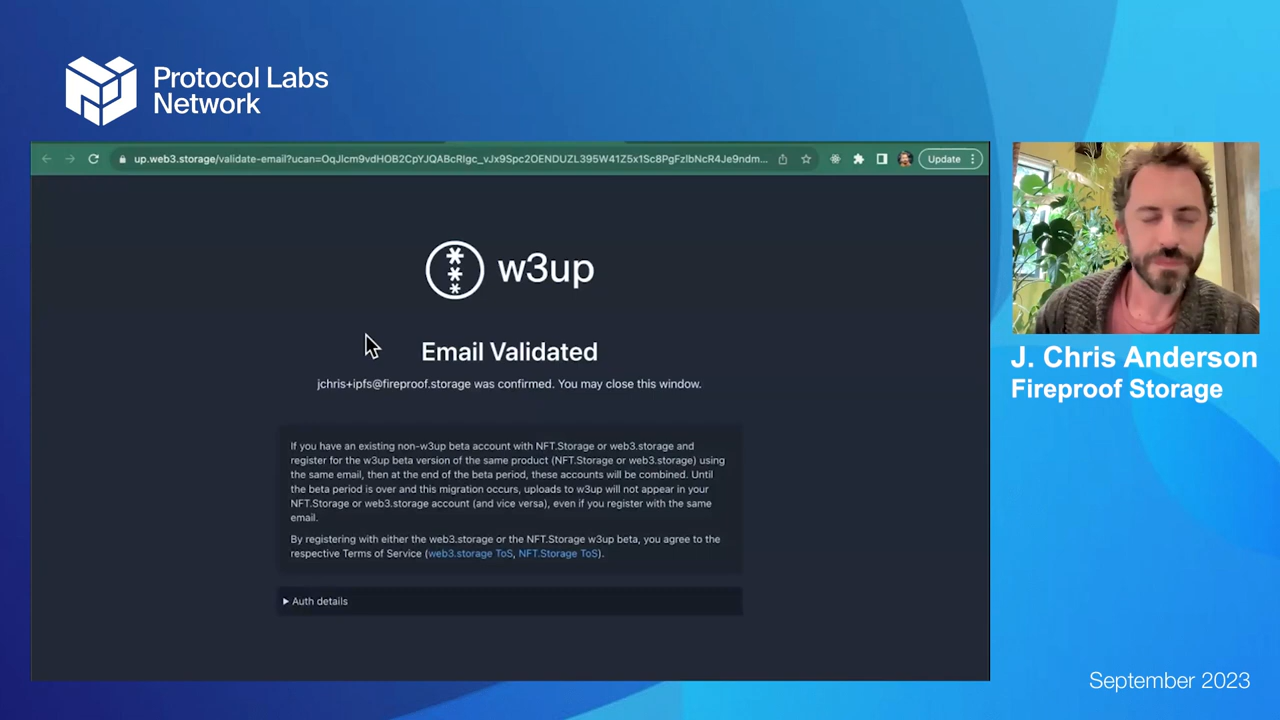 Protocol Labs
Network
up.web3.storage/validate-email?ucan=OqJlcm9vdHOB2CpYJQABcRIgc_vJx9Spc2OENDUZL395W41Z5x1Sc8PgFzIbNcR4Je9ndm...
Update
w3up
Email Validated
jchris+ipfs@fireproof.storage was confirmed. You may close this window.
If you have an existing non-w3up beta account with NFT.Storage or web3.storage and
register for the w3up beta version of the same product (NFT.Storage or web3.storage) using
the same email, then at the end of the beta period, these accounts will be combined. Until
the beta period is over and this migration occurs, uploads to w3up will not appear in your
NFT.Storage or web3.storage account (and vice versa), even if you register with the same
email.
By registering with either the web3.storage or the NFT.Storage w3up beta, you agree to the
respective Terms of Service (web3.storage ToS, NFT.Storage ToS).
Auth details
J. Chris Anderson
Fireproof Storage
September 2023